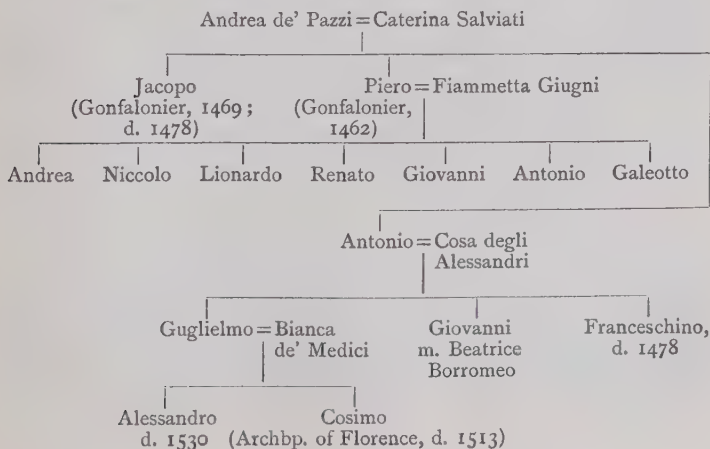 Andrea de’ Pazzi = Caterina Salviati
Jacopo Piero = Fiammetta Giugni
(Gonfalonier, 1469; (Gonfalonier,
d. 1478) 1462)
Andrea Niccolo Lionardo Renato Giovanni Antonio Galeotto
Antonio = Cosa degli
Alessandri
Guglielmo = Bianca Giovanni Franceschino,
de’ Medici m. Beatrice d. 1478
Borromeo
Alessandro Cosimo
d. 1530 (Archbp. of Florence, d. 1513)